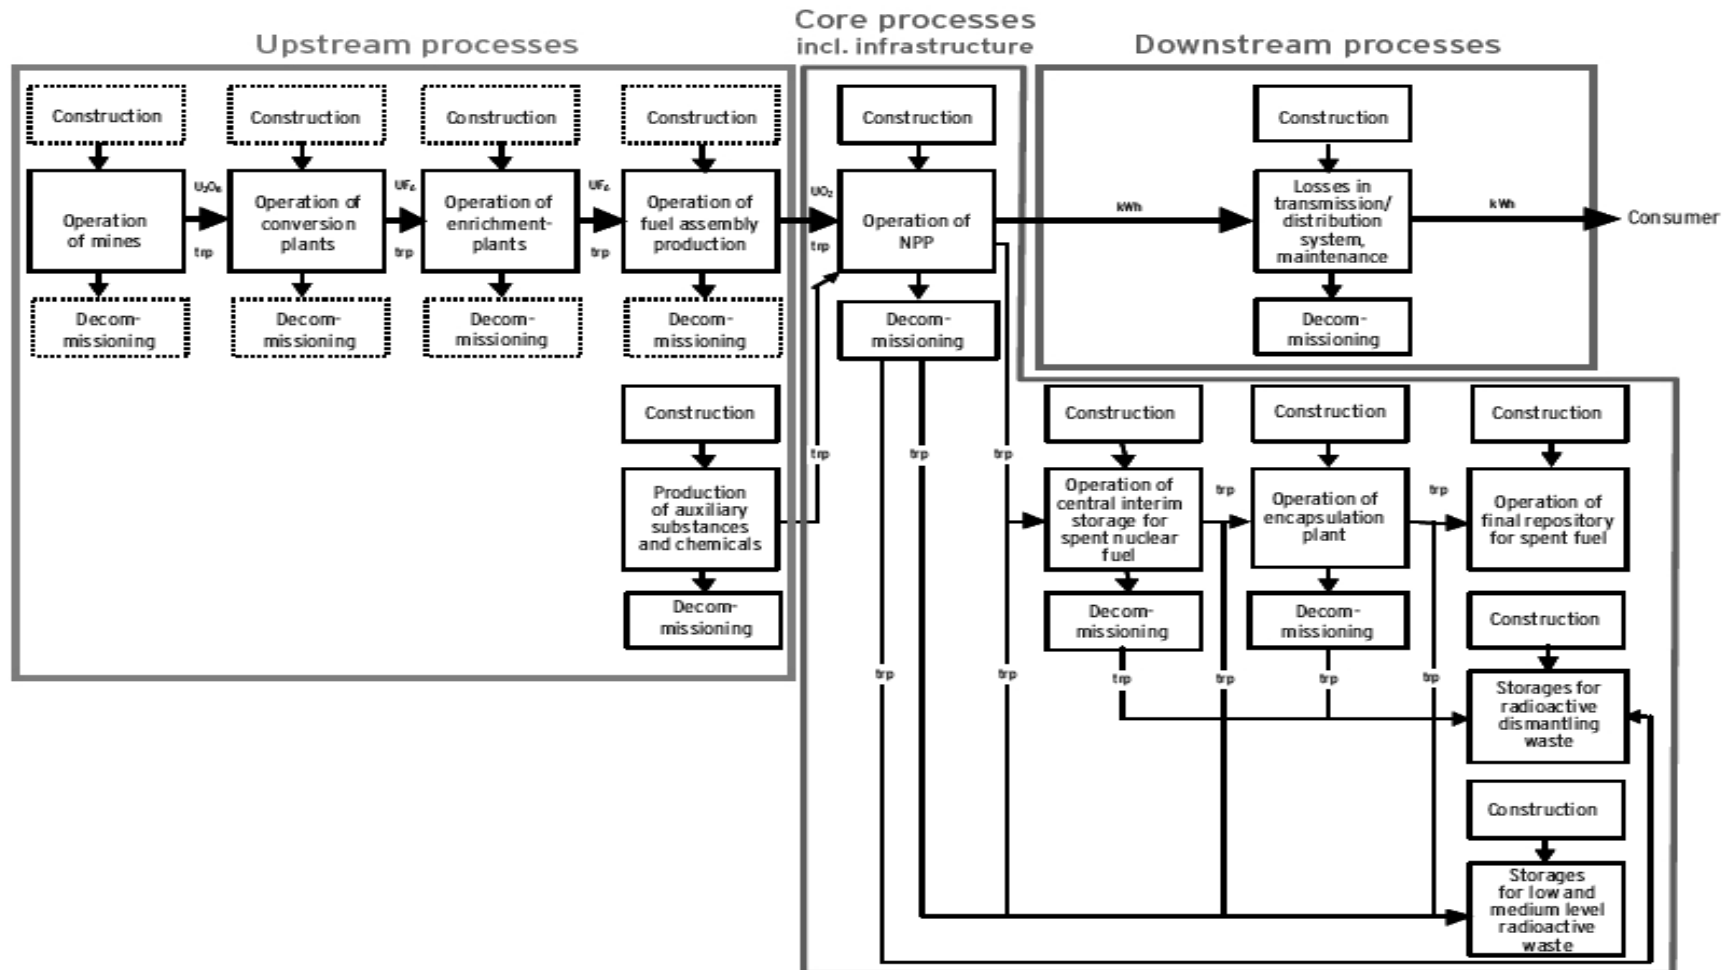 Upstream processes
Core processes
incl. infrastructure
Downstream processes
Construction
Construction
Construction
Construction
Construction
Construction
Operation
of mines
U₃O₈
trp
Operation of
conversion
plants
UF₆
trp
Operation of
enrichment-
plants
UF₆
trp
Operation of
fuel assembly
production
UO₂
trp
Operation of
NPP
kWh
Losses in
transmission/
distribution
system,
maintenance
kWh
Consumer
Decom-
missioning
Decom-
missioning
Decom-
missioning
Decom-
missioning
Decom-
missioning
Decom-
missioning
Construction
Construction
Construction
Construction
Production
of auxiliary
substances
and chemicals
trp
trp
trp
Operation of
central interim
storage for
spent nuclear
fuel
trp
Operation of
encapsulation
plant
trp
Operation of
final repository
for spent fuel
Decom-
missioning
Decom-
missioning
Decom-
missioning
Construction
trp
trp
trp
trp
trp
trp
Storages for
radioactive
dismantling
waste
Construction
Storages
for low and
medium level
radioactive
waste